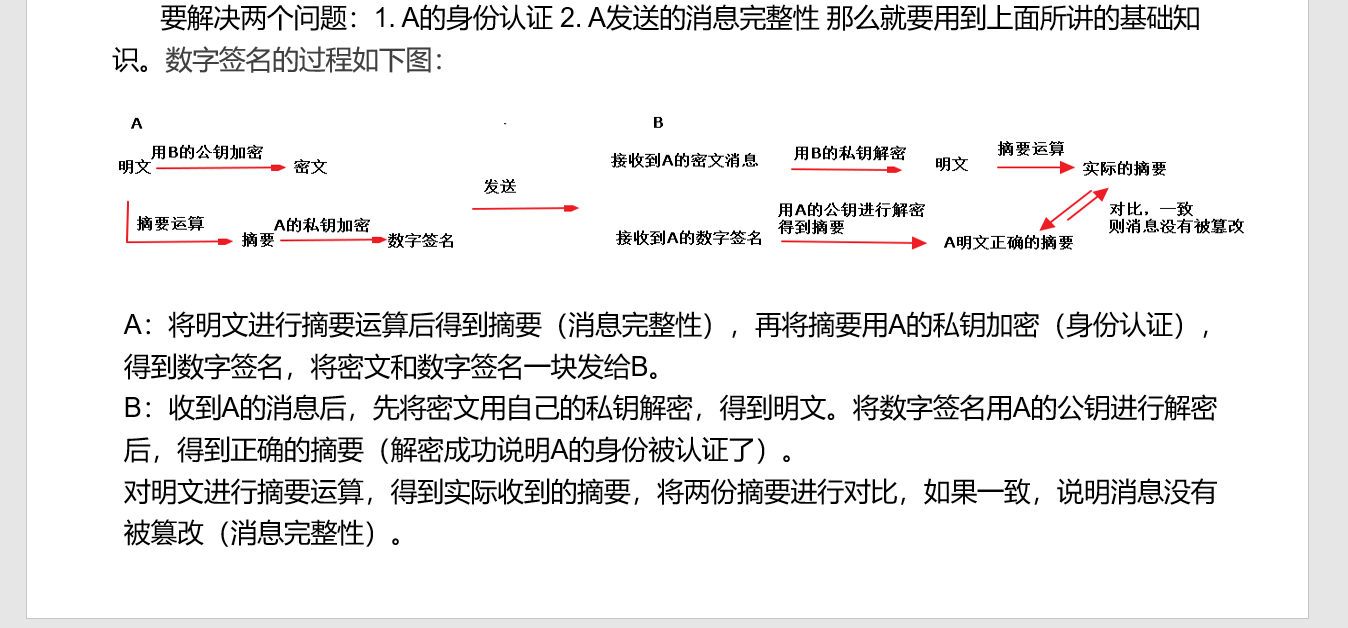 要解决两个问题：1. A的身份认证 2. A发送的消息完整性 那么就要用到上面所讲的基础知
识。数字签名的过程如下图：
A
B
用B的公钥加密
明文
密文
摘要运算
摘要
A的私钥加密
数字签名
发送
接收到A的密文消息
用B的私钥解密
明文
摘要运算
实际的摘要
接收到A的数字签名
用A的公钥进行解密
得到摘要
A明文正确的摘要
对比，一致
则消息没有被篡改
A：将明文进行摘要运算后得到摘要（消息完整性），再将摘要用A的私钥加密（身份认证），
得到数字签名，将密文和数字签名一块发给B。
B：收到A的消息后，先将密文用自己的私钥解密，得到明文。将数字签名用A的公钥进行解密
后，得到正确的摘要（解密成功说明A的身份被认证了）。
对明文进行摘要运算，得到实际收到的摘要，将两份摘要进行对比，如果一致，说明消息没有
被篡改（消息完整性）。